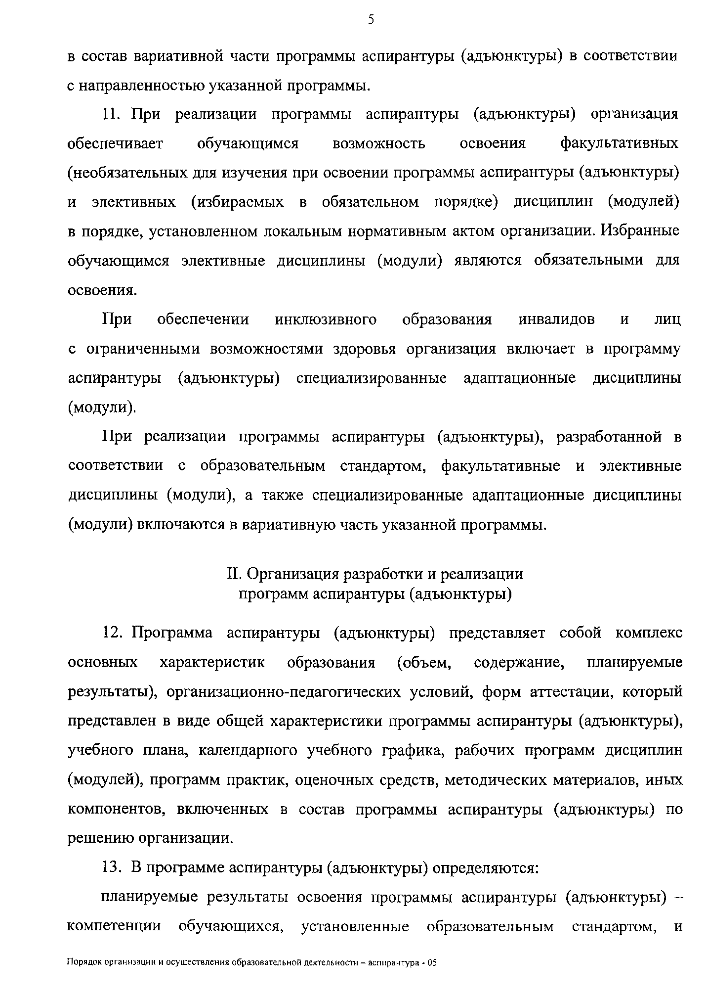 5
в состав вариативной части программы аспирантуры (адъюнктуры) в соответствии
с направленностью указанной программы.
11. При реализации программы аспирантуры (адъюнктуры) организация
обеспечивает обучающимся возможность освоения факультативных
(необязательных для изучения при освоении программы аспирантуры (адъюнктуры)
и элективных (избираемых в обязательном порядке) дисциплин (модулей)
в порядке, установленном локальным нормативным актом организации. Избранные
обучающимся элективные дисциплины (модули) являются обязательными для
освоения.
При обеспечении инклюзивного образования инвалидов и лиц
с ограниченными возможностями здоровья организация включает в программу
аспирантуры (адъюнктуры) специализированные адаптационные дисциплины
(модули).
При реализации программы аспирантуры (адъюнктуры), разработанной в
соответствии с образовательным стандартом, факультативные и элективные
дисциплины (модули), а также специализированные адаптационные дисциплины
(модули) включаются в вариативную часть указанной программы.
II. Организация разработки и реализации
программ аспирантуры (адъюнктуры)
12. Программа аспирантуры (адъюнктуры) представляет собой комплекс
основных характеристик образования (объем, содержание, планируемые
результаты), организационно-педагогических условий, форм аттестации, который
представлен в виде общей характеристики программы аспирантуры (адъюнктуры),
учебного плана, календарного учебного графика, рабочих программ дисциплин
(модулей), программ практик, оценочных средств, методических материалов, иных
компонентов, включенных в состав программы аспирантуры (адъюнктуры) по
решению организации.
13. В программе аспирантуры (адъюнктуры) определяются:
планируемые результаты освоения программы аспирантуры (адъюнктуры) –
компетенции обучающихся, установленные образовательным стандартом, и
Порядок организации и осуществления образовательной деятельности – аспирантура - 05